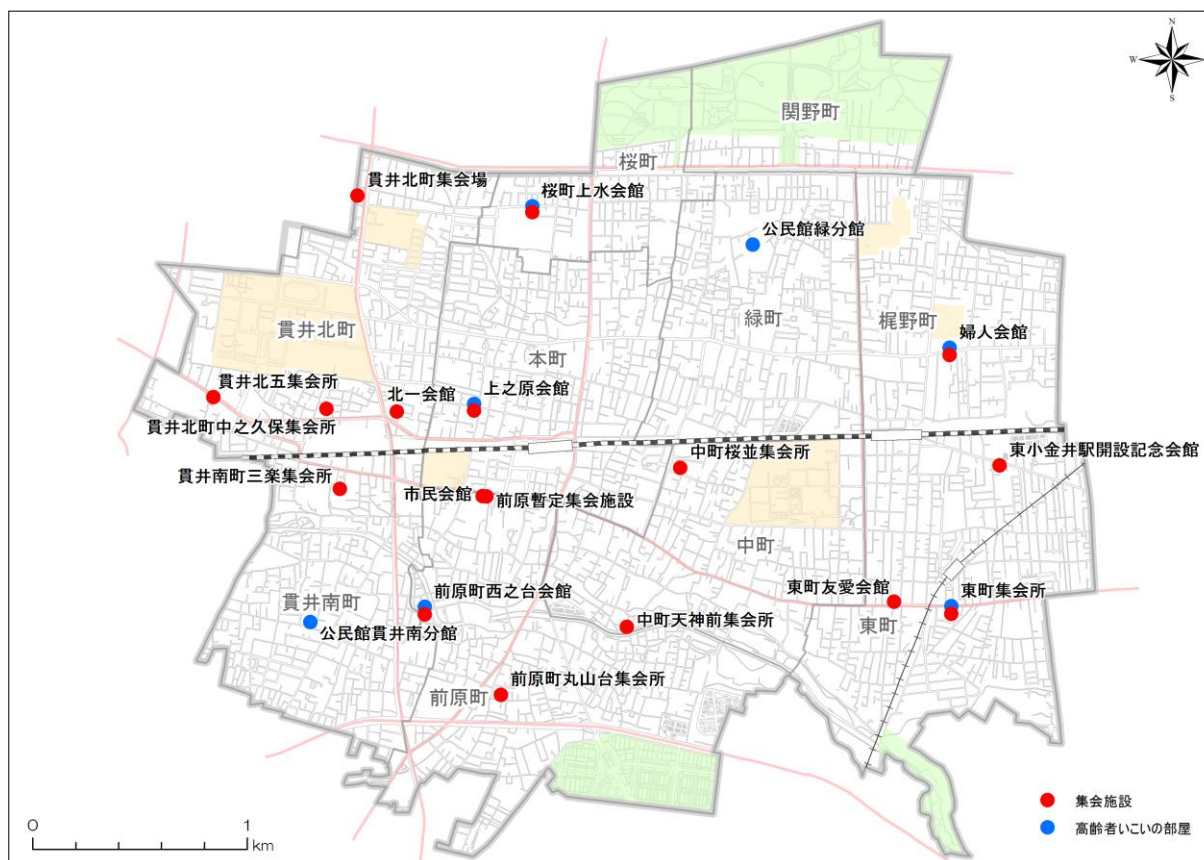 N
W
S
関野町
桜町
貫井北町集会場
桜町上水会館
公民館緑分館
貫井北町
緑町
梶野町
婦人会館
本町
貫井北五集会所
北一会館
上之原会館
貫井北町中之久保集会所
中町桜並集会所
東小金井駅開設記念会館
貫井南町三楽集会所
市民会館
前原暫定集会施設
中町
東町友愛会館
東町集会所
前原町西之台会館
貫井南町
公民館貫井南分館
中町天神前集会所
東町
前原町丸山台集会所
前原町
集会施設
高齢者いこいの部屋
0 1
km